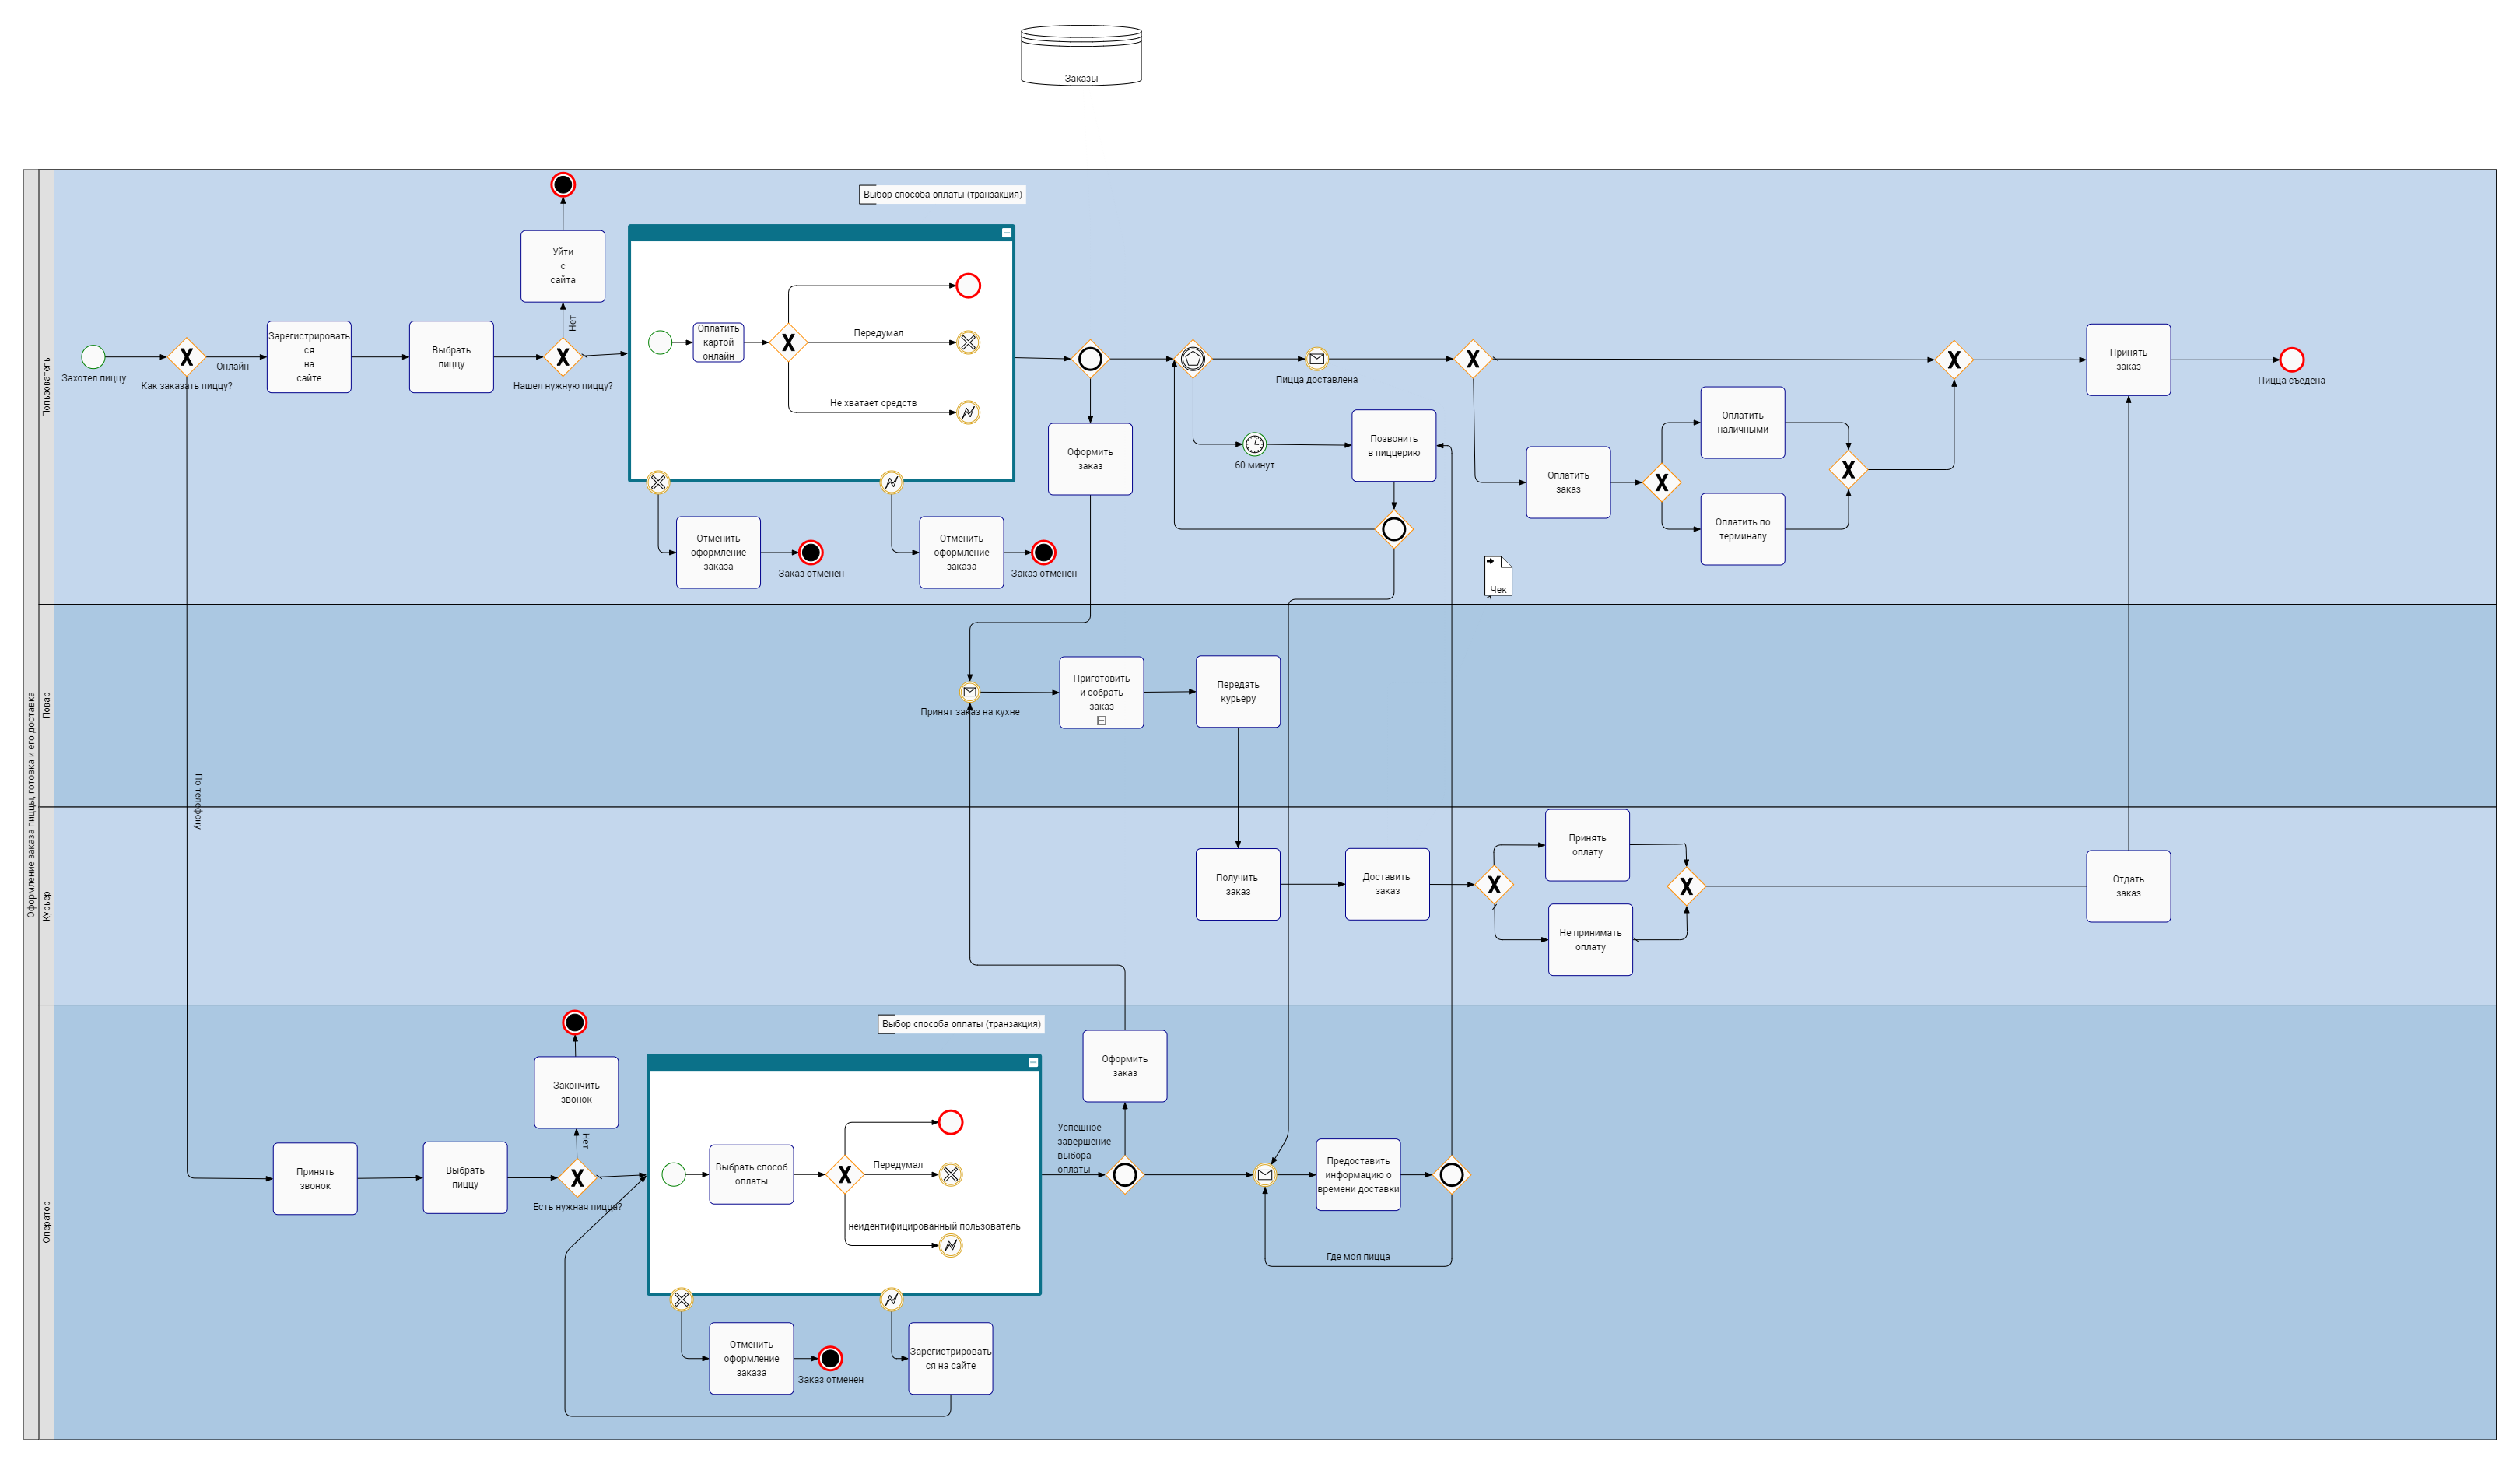 Заказы
Оформление заказа пиццы, готовка и его доставка
Пользователь
Выбор способа оплаты (транзакция)
Уйти
с
сайта
Нет
Захотел пиццу
Как заказать пиццу?
Онлайн
Зарегистрировать
ся
на
сайте
Выбрать
пиццу
Нашел нужную пиццу?
Оплатить
картой
онлайн
Передумал
Не хватает средств
Отменить
оформление
заказа
Заказ отменен
Отменить
оформление
заказа
Заказ отменен
Оформить
заказ
Пицца доставлена
60 минут
Позвонить
в пиццерию
Чек
Оплатить
заказ
Оплатить
наличными
Оплатить по
терминалу
Принять
заказ
Пицца съедена
Повар
Принят заказ на кухне
Приготовить
и собрать
заказ
Передать
курьеру
По телефону
Курьер
Получить
заказ
Доставить
заказ
Принять
оплату
Не принимать
оплату
Отдать
заказ
Оператор
Выбор способа оплаты (транзакция)
Закончить
звонок
Нет
Принять
звонок
Выбрать
пиццу
Есть нужная пицца?
Выбрать способ
оплаты
Передумал
неидентифицированный пользователь
Отменить
оформление
заказа
Заказ отменен
Зарегистрировать
ся на сайте
Успешное
завершение
выбора
оплаты
Оформить
заказ
Предоставить
информацию о
времени доставки
Где моя пицца